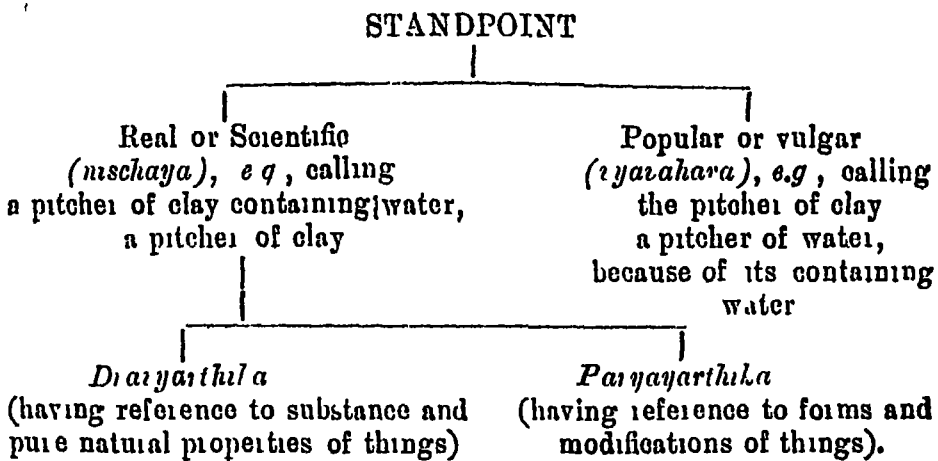 STANDPOINT
Real or Scientific
(nischaya), e g, calling
a pitcher of clay containing water,
a pitcher of clay
Popular or vulgar
(vyavahara), e.g, calling
the pitcher of clay
a pitcher of water,
because of its containing
water
Dravyarthika
(having reference to substance and
pure natural properties of things)
Paryayarthika
(having reference to forms and
modifications of things).